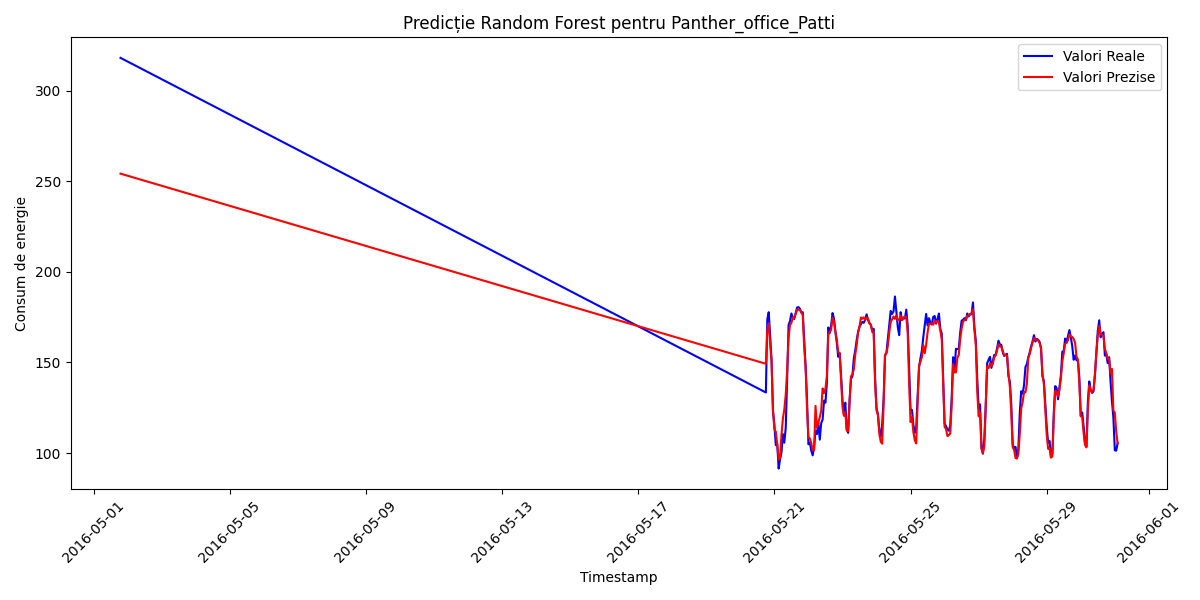 Predicție Random Forest pentru Panther_office_Patti
Valori Reale
Valori Prezise
Consum de energie
300
250
200
150
100
2016-05-01
2016-05-05
2016-05-09
2016-05-13
2016-05-17
2016-05-21
2016-05-25
2016-05-29
2016-06-01
Timestamp